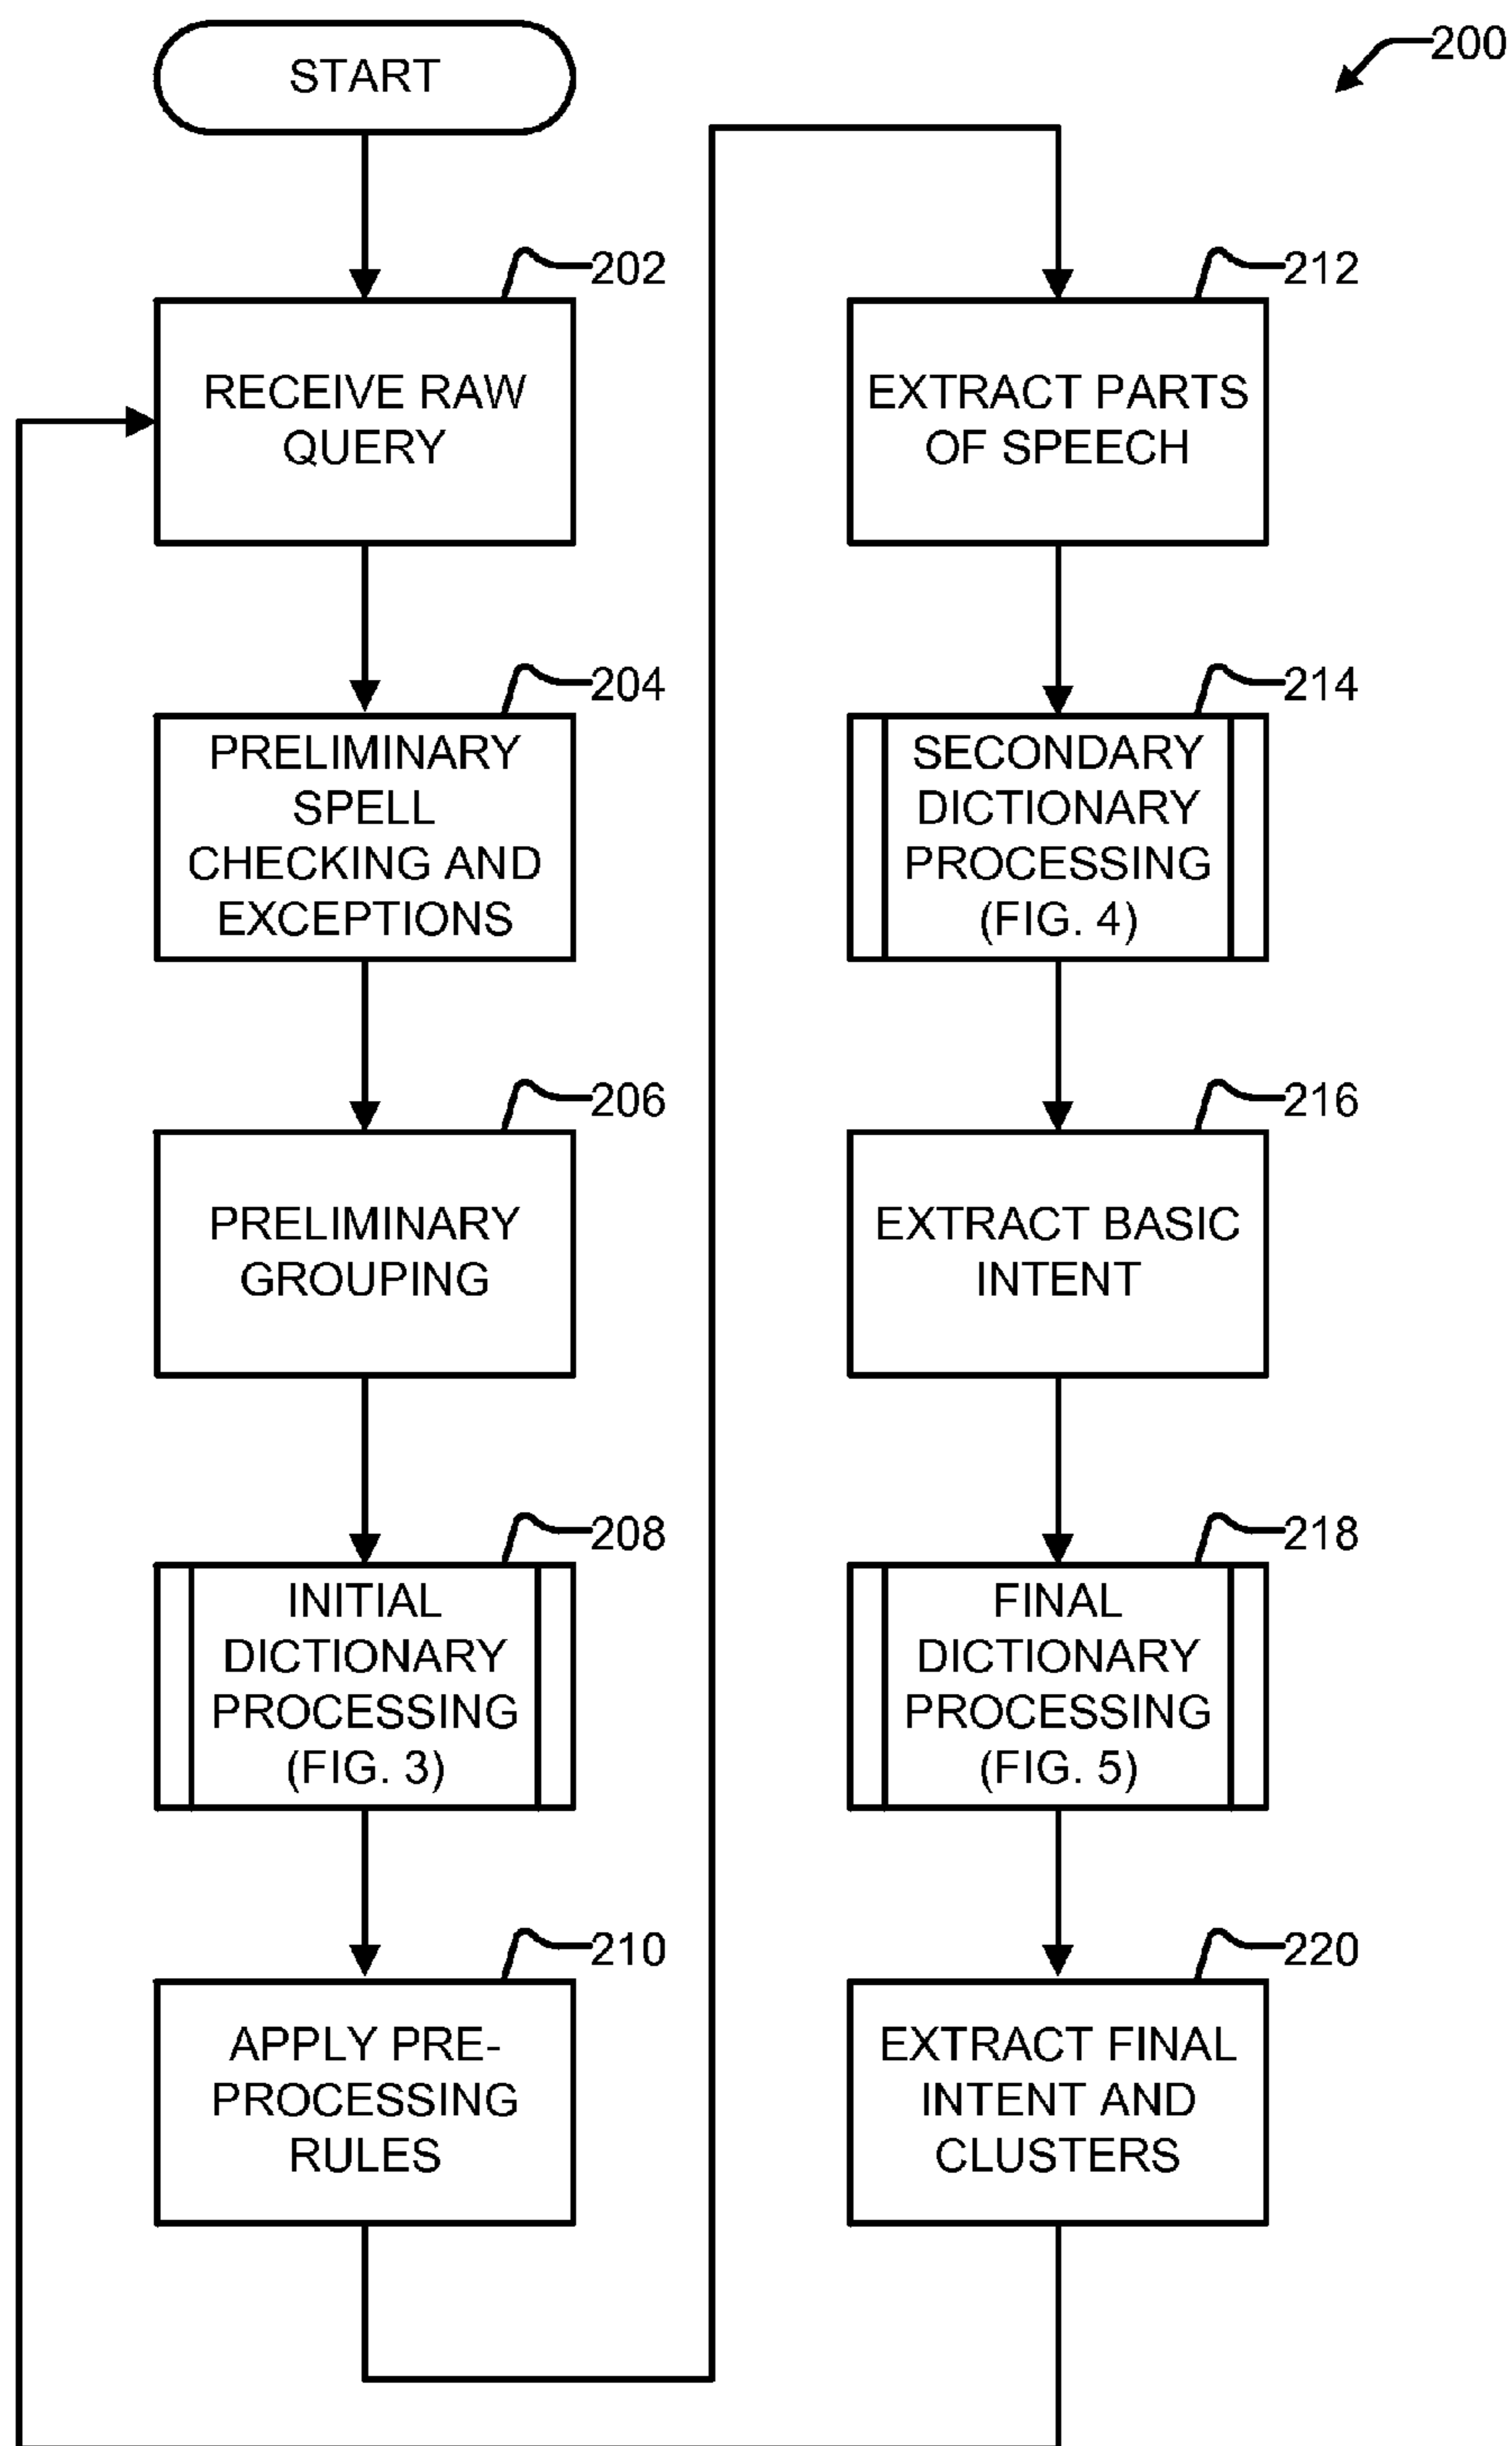 START
200
202
RECEIVE RAW
QUERY
204
PRELIMINARY
SPELL
CHECKING AND
EXCEPTIONS
206
PRELIMINARY
GROUPING
208
INITIAL
DICTIONARY
PROCESSING
(FIG. 3)
210
APPLY PRE-
PROCESSING
RULES
212
EXTRACT PARTS
OF SPEECH
214
SECONDARY
DICTIONARY
PROCESSING
(FIG. 4)
216
EXTRACT BASIC
INTENT
218
FINAL
DICTIONARY
PROCESSING
(FIG. 5)
220
EXTRACT FINAL
INTENT AND
CLUSTERS